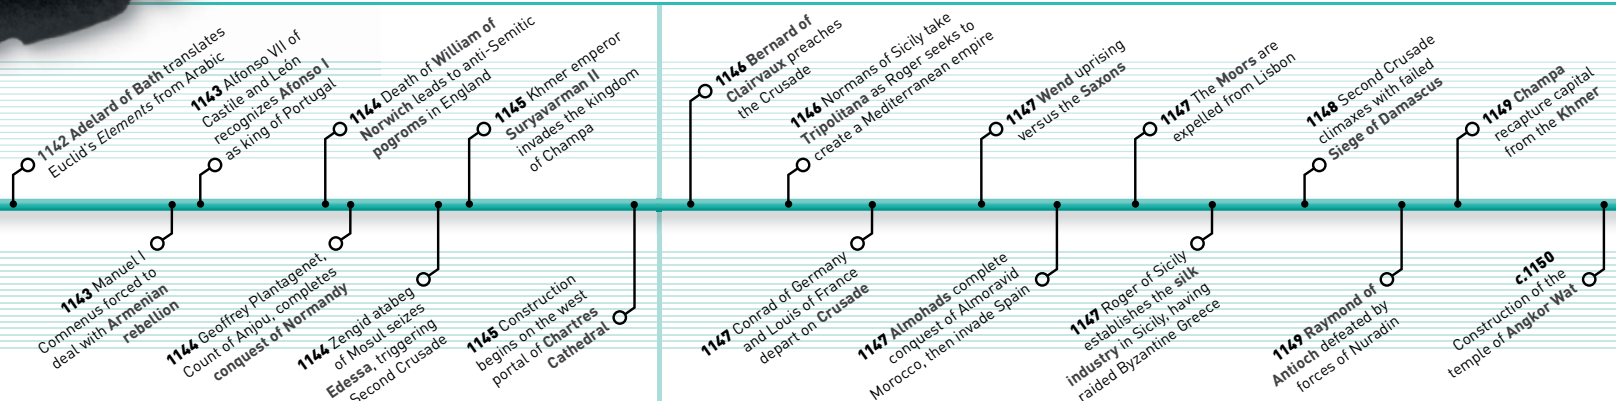 1142 Adelard of Bath translates
Euclid's Elements from Arabic
1143 Alfonso VII of
Castile and León
recognizes Afonso I
as king of Portugal
1144 Death of William of
Norwich leads to anti-Semitic
pogroms in England
1145 Khmer emperor
Suryavarman II
invades the kingdom
of Champa
1146 Bernard of
Clairvaux preaches
the Crusade
1146 Normans of Sicily take
Tripolitana as Roger seeks to
create a Mediterranean empire
1147 Wend uprising
versus the Saxons
1147 The Moors are
expelled from Lisbon
1148 Second Crusade
climaxes with failed
Siege of Damascus
1149 Champa
recapture capital
from the Khmer
1143 Manuel I
Comnenus forced to
deal with Armenian
rebellion
1144 Geoffrey Plantagenet,
Count of Anjou, completes
conquest of Normandy
1144 Zengid atabeg
of Mosul seizes
Edessa, triggering
Second Crusade
1145 Construction
begins on the west
portal of Chartres
Cathedral
1147 Conrad of Germany
and Louis of France
depart on Crusade
1147 Almohads complete
conquest of Almoravid
Morocco, then invade Spain
1147 Roger of Sicily
establishes the silk
industry in Sicily, having
raided Byzantine Greece
1149 Raymond of
Antioch defeated by
forces of Nuradin
c.1150
Construction of the
temple of Angkor Wat